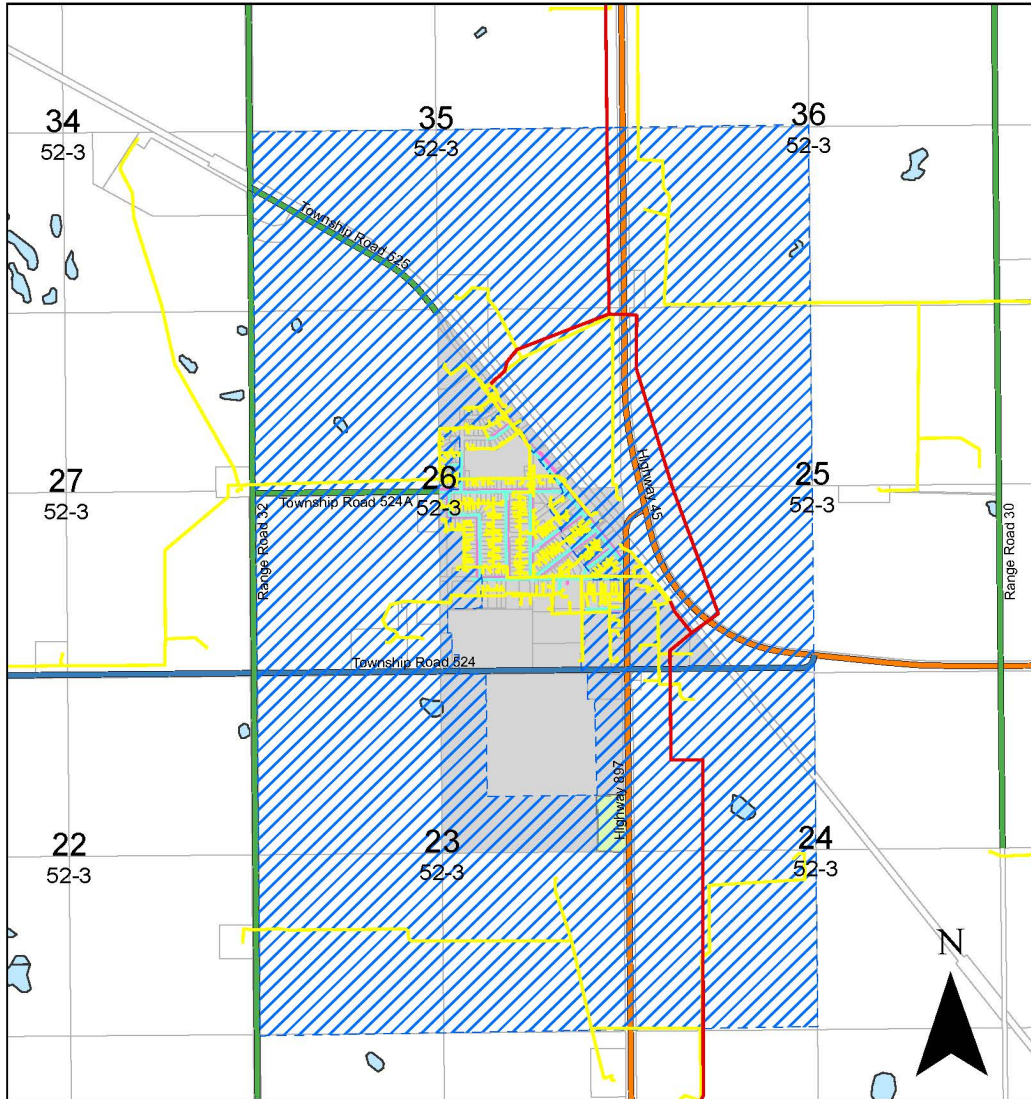 34
52-3
35
52-3
36
52-3
Township Road 525
27
52-3
26
52-3
25
52-3
Township Road 524A
Range Road 32
Highway 45
Range Road 30
Township Road 524
Highway 897
22
52-3
23
52-3
24
52-3
N